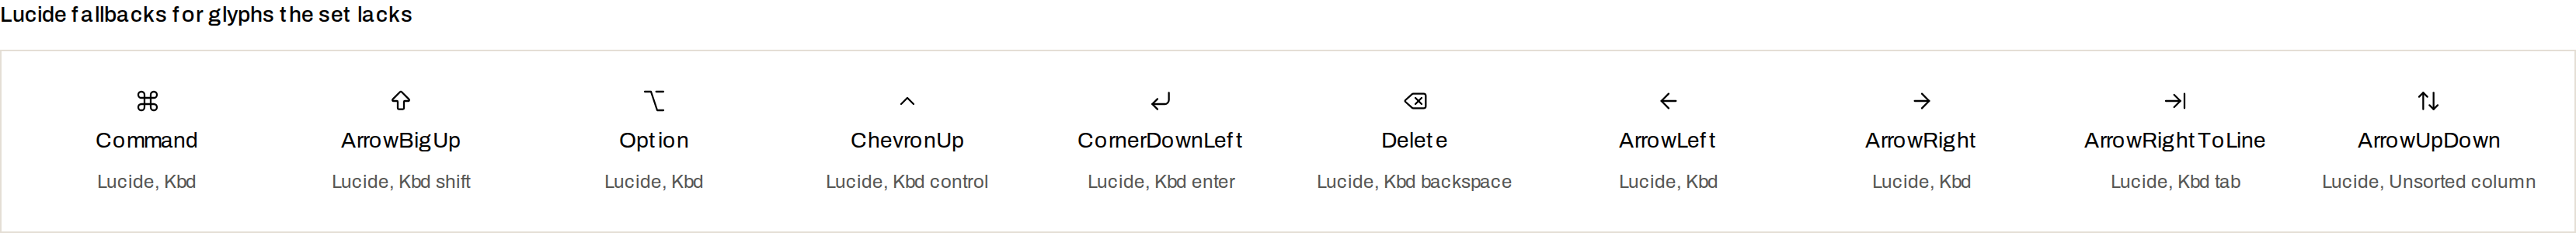 Lucide fallbacks for glyphs the set lacks
Command ArrowBigUp Option ChevronUp CornerDownLeft Delete ArrowLeft ArrowRight ArrowRightToLine ArrowUpDown
Lucide, Kbd Lucide, Kbd shift Lucide, Kbd Lucide, Kbd control Lucide, Kbd enter Lucide, Kbd backspace Lucide, Kbd Lucide, Kbd Lucide, Kbd tab Lucide, Unsorted column